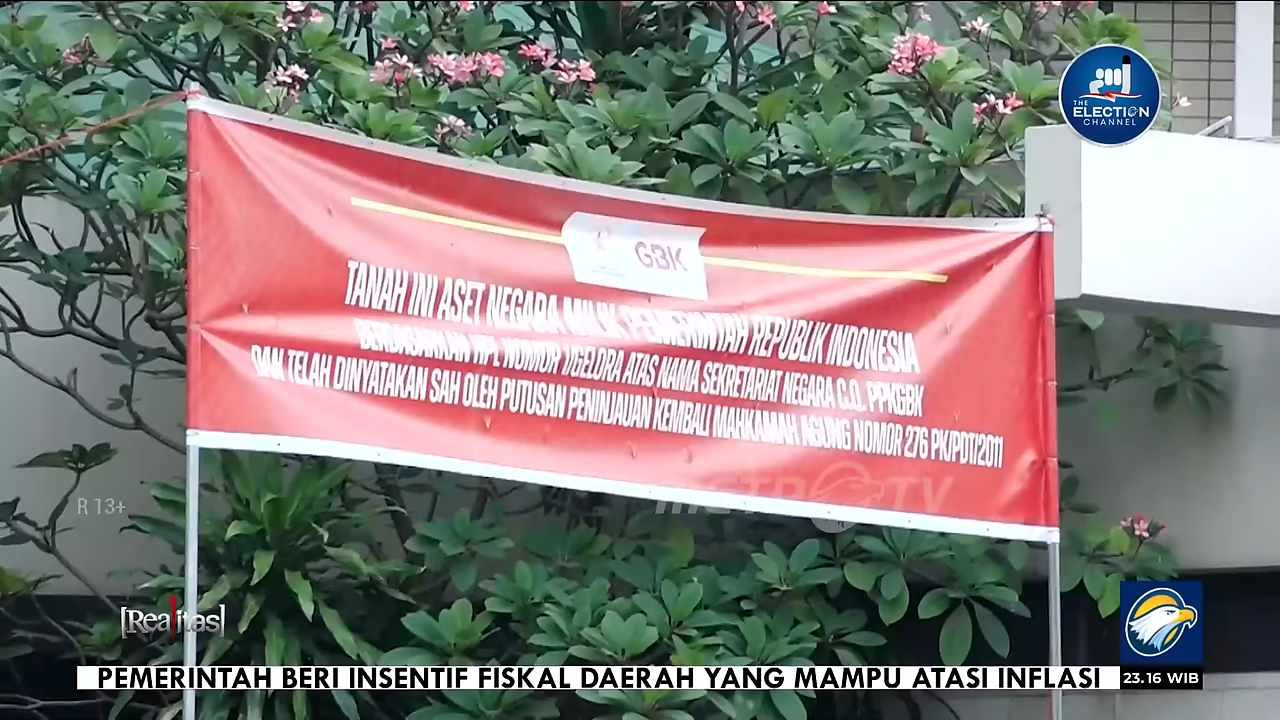 THE
ELECTION
CHANNEL
GBK
TANAH INI ASET NEGARA MILIK PEMERINTAH REPUBLIK INDONESIA
BERDASARKAN HPL NOMOR 1/GELORA ATAS NAMA SEKRETARIAT NEGARA C.Q. PPKGBK
DAN TELAH DINYATAKAN SAH OLEH PUTUSAN PENINJAUAN KEMBALI MAHKAMAH AGUNG NOMOR 276 PK/PDT/2011
METRO TV
R 13+
[Realitas]
PEMERINTAH BERI INSENTIF FISKAL DAERAH YANG MAMPU ATASI INFLASI
23.16 WIB